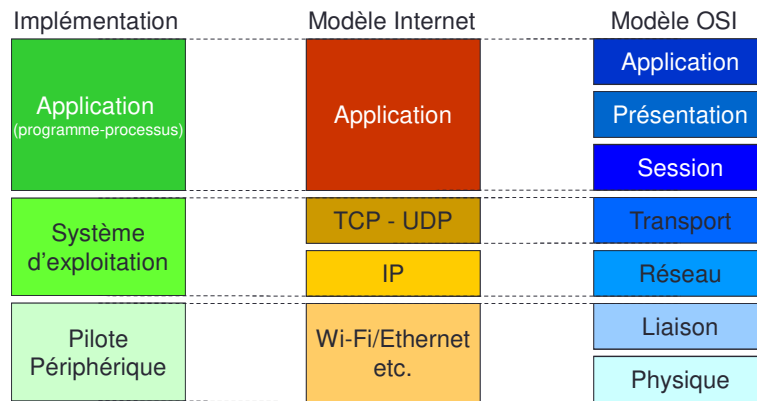 Implémentation
Modèle Internet
Modèle OSI
Application
(programme-processus)
Système
d'exploitation
Pilote
Périphérique
Application
TCP - UDP
IP
Wi-Fi/Ethernet
etc.
Application
Présentation
Session
Transport
Réseau
Liaison
Physique